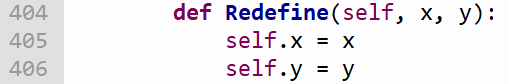 404 def Redefine(self, x, y):
405 self.x = x
406 self.y = y